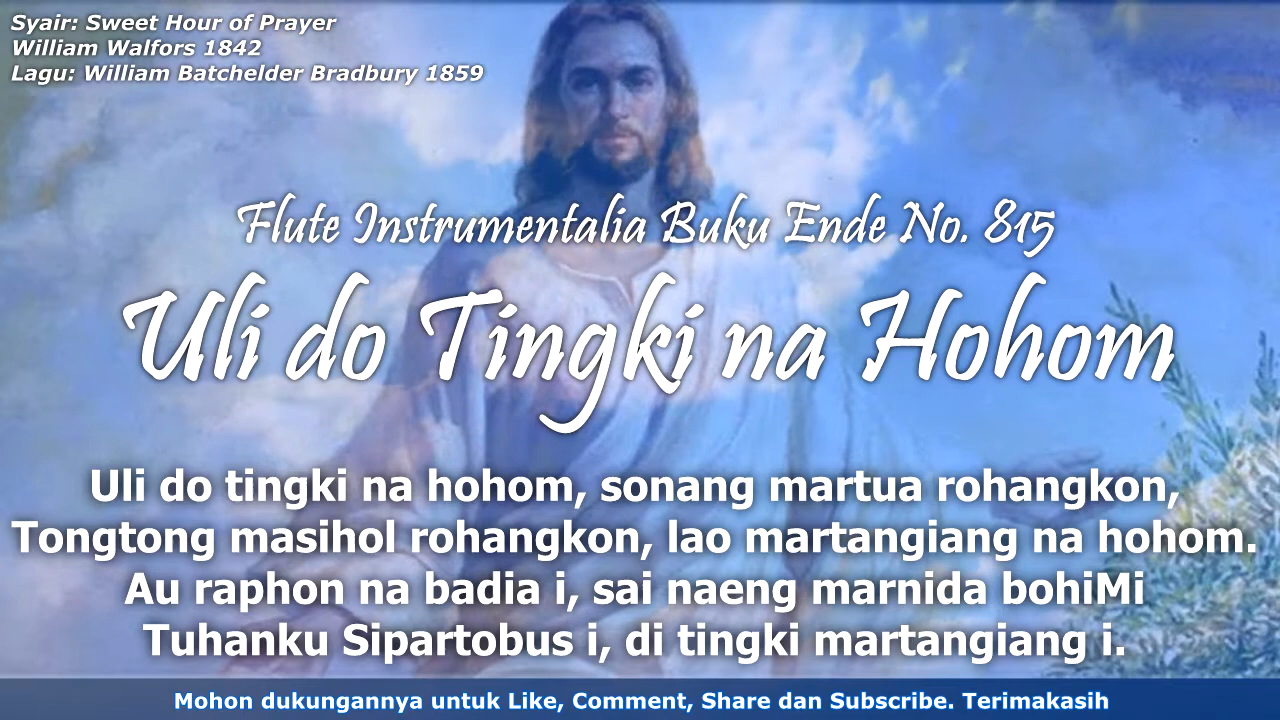 Syair: Sweet Hour of Prayer
William Walfors 1842
Lagu: William Batchelder Bradbury 1859
Flute Instrumentalia Buku Ende No. 815
Uli do Tingki na Hohom
Uli do tingki na hohom, sonang martua rohangkon,
Tongtong masihol rohangkon, lao martangiang na hohom.
Au raphon na badia i, sai naeng marnida bohiMi
Tuhanku Sipartobus i, di tingki martangiang i.
Mohon dukungannya untuk Like, Comment, Share dan Subscribe. Terimakasih